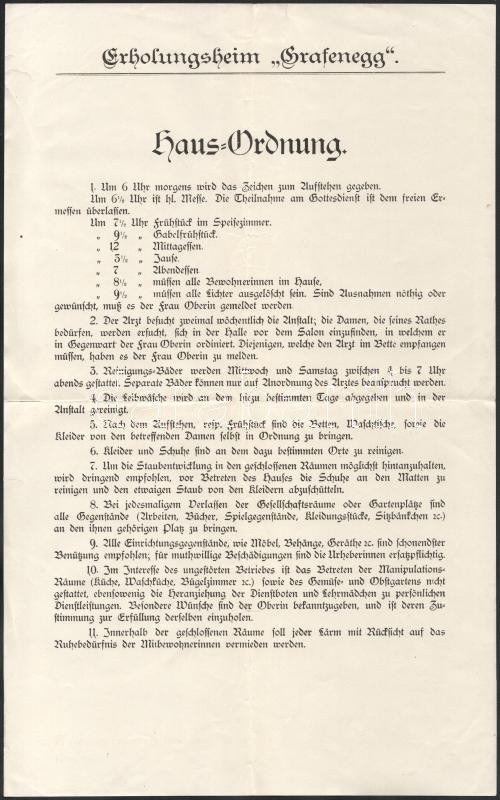 Erholungsheim „Grafenegg“.
Haus=Ordnung.
1. Um 6 Uhr morgens wird das Zeichen zum Aufstehen gegeben.
Um 6½ Uhr ist hl. Messe. Die Theilnahme am Gottesdienst ist dem freien Er-
messen überlassen.
Um 7½ Uhr Frühstück im Speisezimmer.
„ 9½ „ Gabelfrühstück.
„ 12 „ Mittagessen.
„ 3½ „ Jause.
„ 7 „ Abendessen
„ 8½ „ müssen alle Bewohnerinnen im Hause,
„ 9½ „ müssen alle Lichter ausgelöscht sein. Sind Ausnahmen nöthig oder
gewünscht, muß es der Frau Oberin gemeldet werden
2. Der Arzt besucht zweimal wöchentlich die Anstalt; die Damen, die seines Rathes
bedürfen, werden ersucht, sich in der Halle vor dem Salon einzufinden, in welchem er
in Gegenwart der Frau Oberin ordiniert. Diejenigen, welche den Arzt im Bette empfangen
müssen, haben es der Frau Oberin zu melden.
3. Reinigungs-Bäder werden Mittwoch und Samstag zwischen bis 7 Uhr
abends gestattet. Separate Bäder können nur auf Anordnung des Arztes beansprucht werden.
4. Die Leibwäsche wird an dem hiezu bestimmten Tage abgegeben und in der
Anstalt gereinigt.
5. Nach dem Aufstehen, resp. Frühstück sind die Betten, Waschtische, sowie die
Kleider von den betreffenden Damen selbst in Ordnung zu bringen.
6. Kleider und Schuhe sind an dem dazu bestimmten Orte zu reinigen.
7. Um die Staubentwicklung in den geschlossenen Räumen möglichst hintanzuhalten,
wird dringend empfohlen, vor Betreten des Hauses die Schuhe an den Matten zu
reinigen und den etwaigen Staub von den Kleidern abzuschütteln.
8. Bei jedesmaligem Verlassen der Gesellschaftsräume oder Gartenplätze sind
alle Gegenstände (Arbeiten, Bücher, Spielgegenstände, Kleidungsstücke, Sitzbänkchen ꝛc.)
an den ihnen gehörigen Platz zu bringen.
9. Alle Einrichtungsgegenstände, wie Möbel, Behänge, Geräthe ꝛc. sind schonendster
Benützung empfohlen; für muthwillige Beschädigungen sind die Urheberinnen ersatzpflichtig.
10. Im Interesse des ungestörten Betriebes ist das Betreten der Manipulations-
Räume (Küche, Waschküche, Bügelzimmer ꝛc.) sowie des Gemüse- und Obstgartens nicht
gestattet, ebensowenig die Heranziehung der Dienstboten und Lehrmädchen zu persönlichen
Dienstleistungen. Besondere Wünsche sind der Oberin bekanntzugeben, und ist deren Zu-
stimmung zur Erfüllung derselben einzuholen.
11. Innerhalb der geschlossenen Räume soll jeder Lärm mit Rücksicht auf das
Ruhebedürfnis der Mitbewohnerinnen vermieden werden.